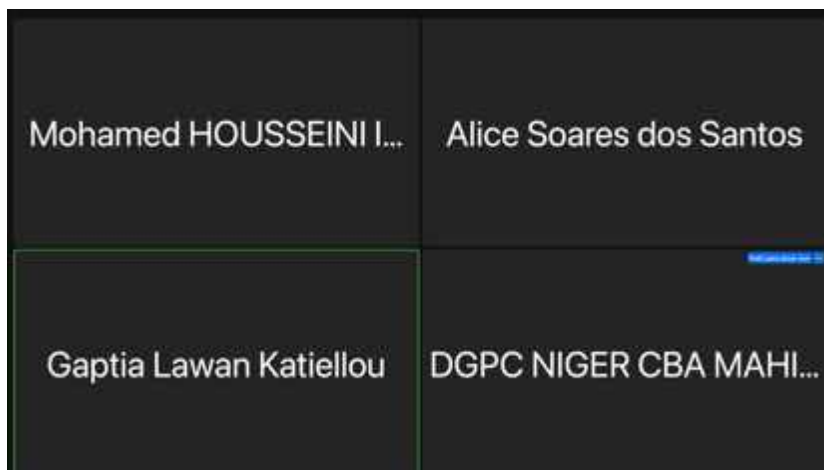 Mohamed HOUSSEINI I...
Alice Soares dos Santos
Gaptia Lawan Katiellou
DGPC NIGER CBA MAHI...